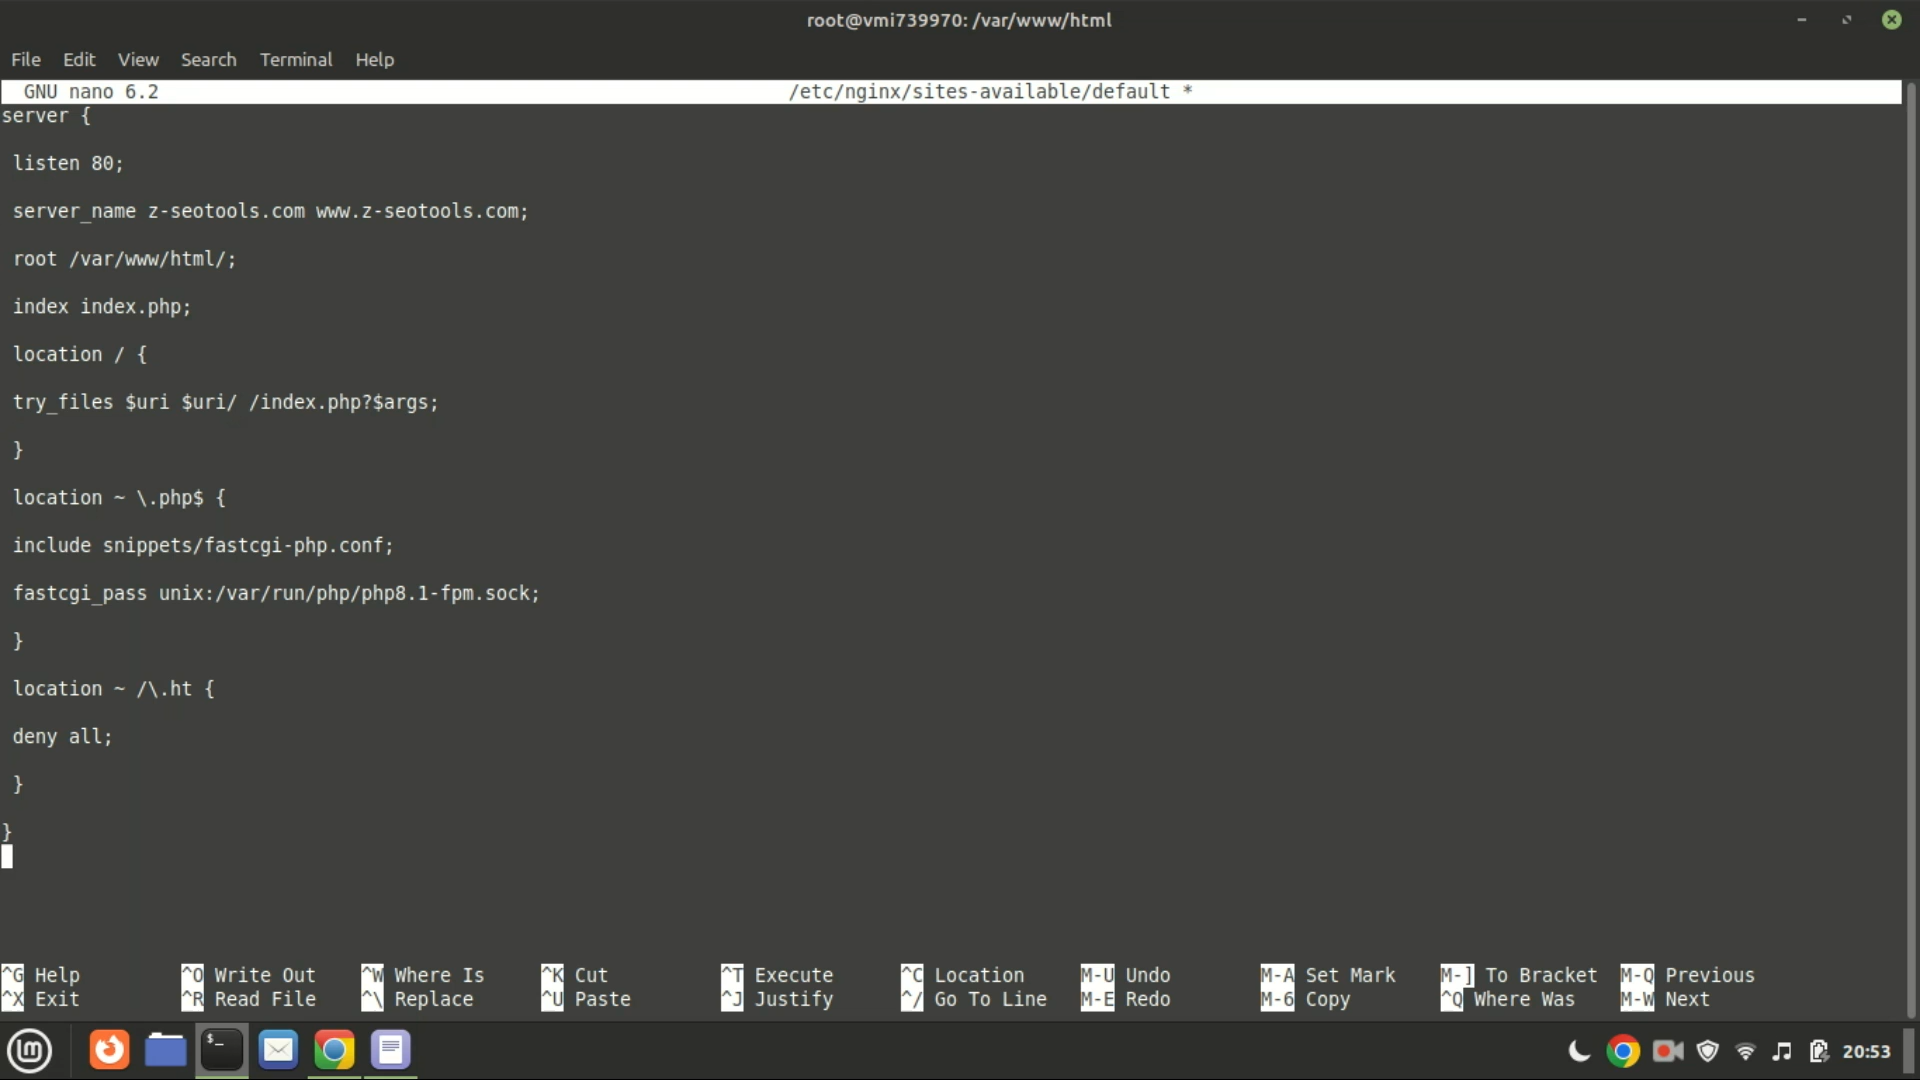 root@vmi739970: /var/www/html
File Edit View Search Terminal Help
GNU nano 6.2 /etc/nginx/sites-available/default *
server {
listen 80;
server_name z-seotools.com www.z-seotools.com;
root /var/www/html/;
index index.php;
location / {
try_files $uri $uri/ /index.php?$args;
}
location ~ \.php$ {
include snippets/fastcgi-php.conf;
fastcgi_pass unix:/var/run/php/php8.1-fpm.sock;
}
location ~ /\.ht {
deny all;
}
}
^G Help ^O Write Out ^W Where Is ^K Cut ^T Execute ^C Location M-U Undo M-A Set Mark M-] To Bracket M-Q Previous
^X Exit ^R Read File ^\ Replace ^U Paste ^J Justify ^/ Go To Line M-E Redo M-6 Copy ^Q Where Was M-W Next
$_
20:53